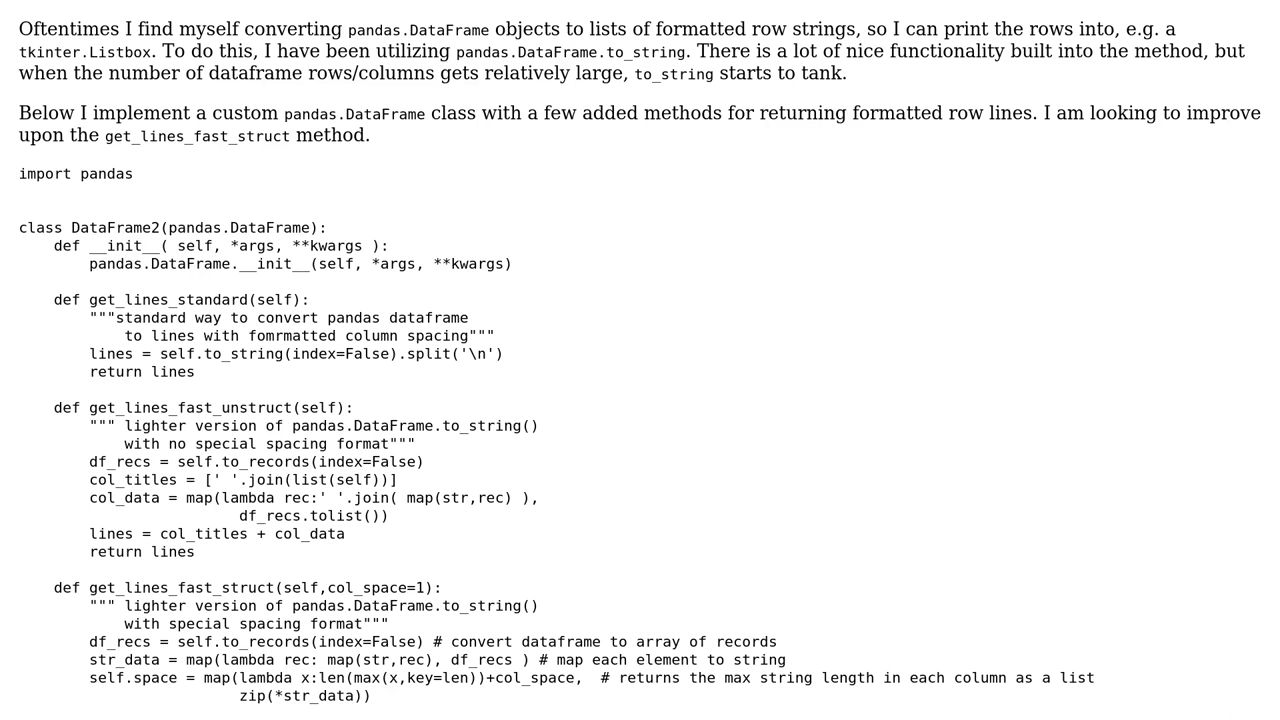 Oftentimes I find myself converting pandas.DataFrame objects to lists of formatted row strings, so I can print the rows into, e.g. a
tkinter.Listbox. To do this, I have been utilizing pandas.DataFrame.to_string. There is a lot of nice functionality built into the method, but
when the number of dataframe rows/columns gets relatively large, to_string starts to tank.
Below I implement a custom pandas.DataFrame class with a few added methods for returning formatted row lines. I am looking to improve
upon the get_lines_fast_struct method.
import pandas
class DataFrame2(pandas.DataFrame):
    def __init__( self, *args, **kwargs ):
        pandas.DataFrame.__init__(self, *args, **kwargs)
    def get_lines_standard(self):
        """standard way to convert pandas dataframe
            to lines with fomrmatted column spacing"""
        lines = self.to_string(index=False).split('\n')
        return lines
    def get_lines_fast_unstruct(self):
        """ lighter version of pandas.DataFrame.to_string()
            with no special spacing format"""
        df_recs = self.to_records(index=False)
        col_titles = [' '.join(list(self))]
        col_data = map(lambda rec:' '.join( map(str,rec) ),
                         df_recs.tolist())
        lines = col_titles + col_data
        return lines
    def get_lines_fast_struct(self,col_space=1):
        """ lighter version of pandas.DataFrame.to_string()
            with special spacing format"""
        df_recs = self.to_records(index=False) # convert dataframe to array of records
        str_data = map(lambda rec: map(str,rec), df_recs ) # map each element to string
        self.space = map(lambda x:len(max(x,key=len))+col_space,  # returns the max string length in each column as a list
                         zip(*str_data))